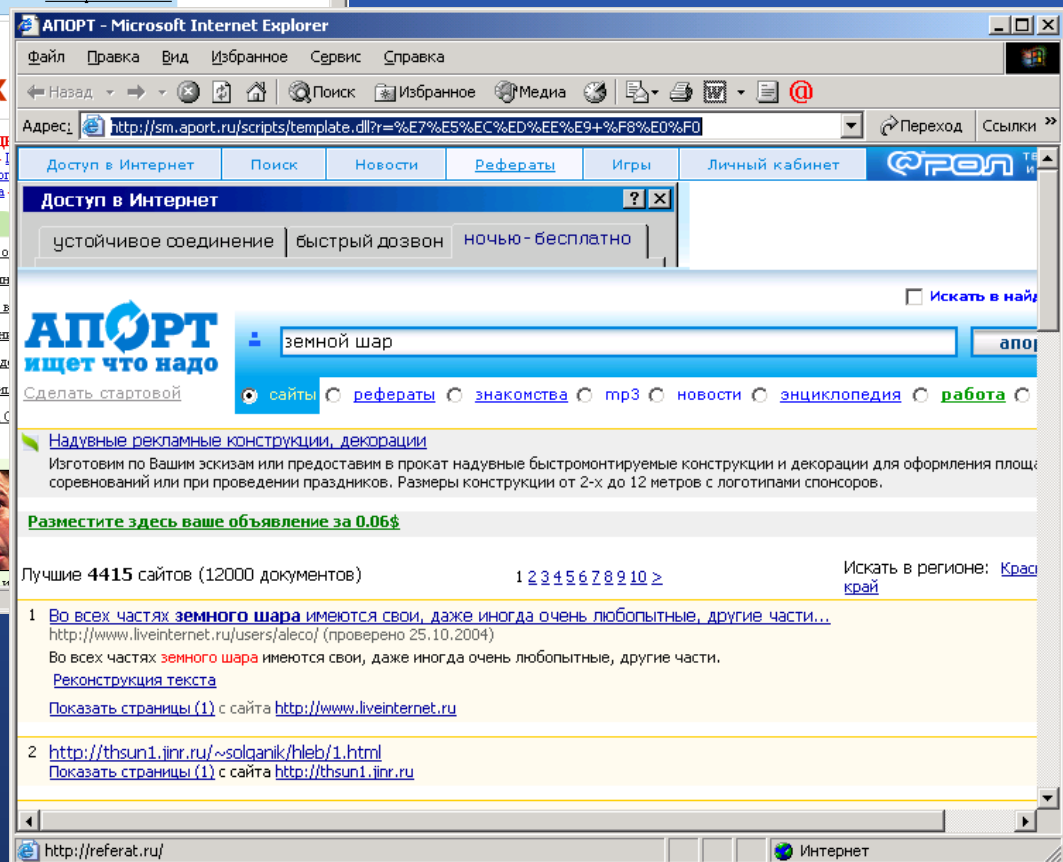 АПОРТ - Microsoft Internet Explorer
Файл Правка Вид Избранное Сервис Справка
Назад Поиск Избранное Медиа
Адрес: http://sm.aport.ru/scripts/template.dll?r=%E7%E5%EC%ED%EE%E9+%F8%E0%F0 Переход Ссылки »
Доступ в Интернет Поиск Новости Рефераты Игры Личный кабинет @РОЛ
Доступ в Интернет
устойчивое соединение быстрый дозвон ночью-бесплатно
Искать в
АПОРТ
ищет что надо
земной шар
Сделать стартовой
сайты рефераты знакомства mp3 новости энциклопедия работа
Надувные рекламные конструкции, декорации
Изготовим по Вашим эскизам или предоставим в прокат надувные быстромонтируемые конструкции и декорации для оформления
соревнований или при проведении праздников. Размеры конструкции от 2-х до 12 метров с логотипами спонсоров.
Разместите здесь ваше объявление за 0.06$
Лучшие 4415 сайтов (12000 документов) 1 2 3 4 5 6 7 8 9 10 > Искать в регионе:
край
1 Во всех частях земного шара имеются свои, даже иногда очень любопытные, другие части...
http://www.liveinternet.ru/users/aleco/ (проверено 25.10.2004)
Во всех частях земного шара имеются свои, даже иногда очень любопытные, другие части.
Реконструкция текста
Показать страницы (1) с сайта http://www.liveinternet.ru
2 http://thsun1.jinr.ru/~solganik/hleb/1.html
Показать страницы (1) с сайта http://thsun1.jinr.ru
http://referat.ru/ Интернет